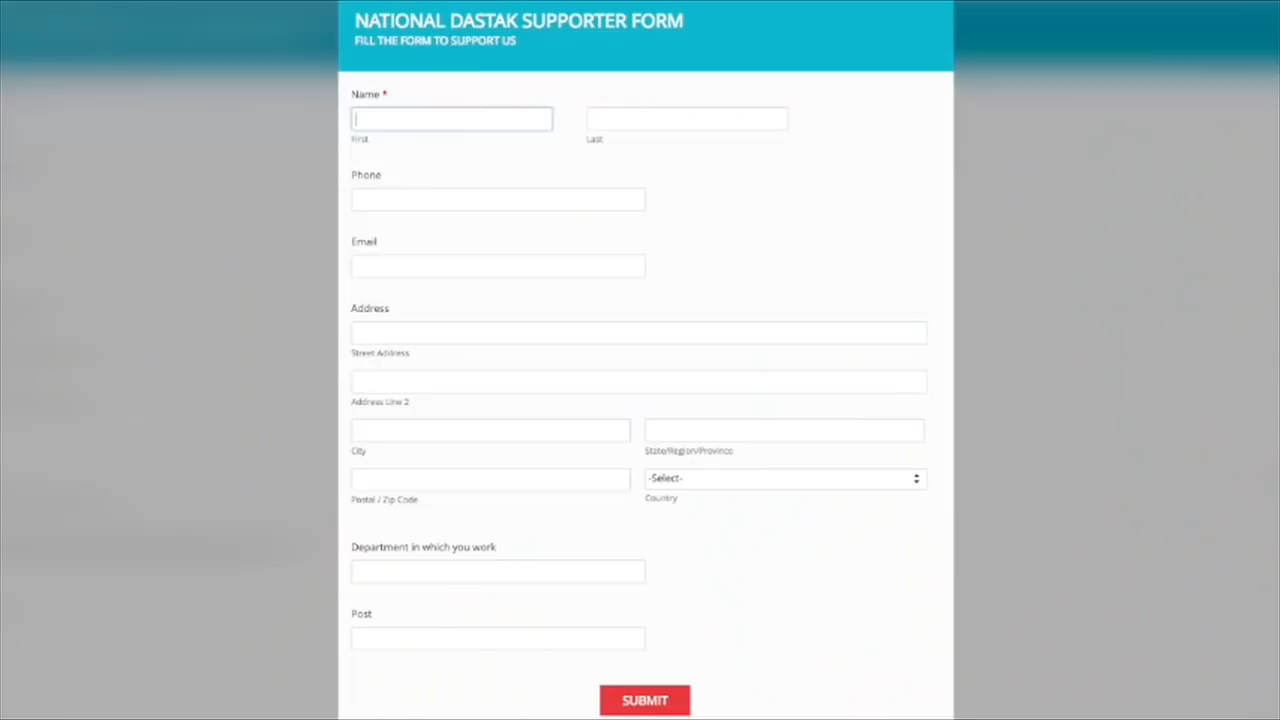 NATIONAL DASTAK SUPPORTER FORM
FILL THE FORM TO SUPPORT US
Name *
First
Last
Phone
Email
Address
Street Address
Address Line 2
City
State/Region/Province
Postal / Zip Code
-Select-
Country
Department in which you work
Post
SUBMIT